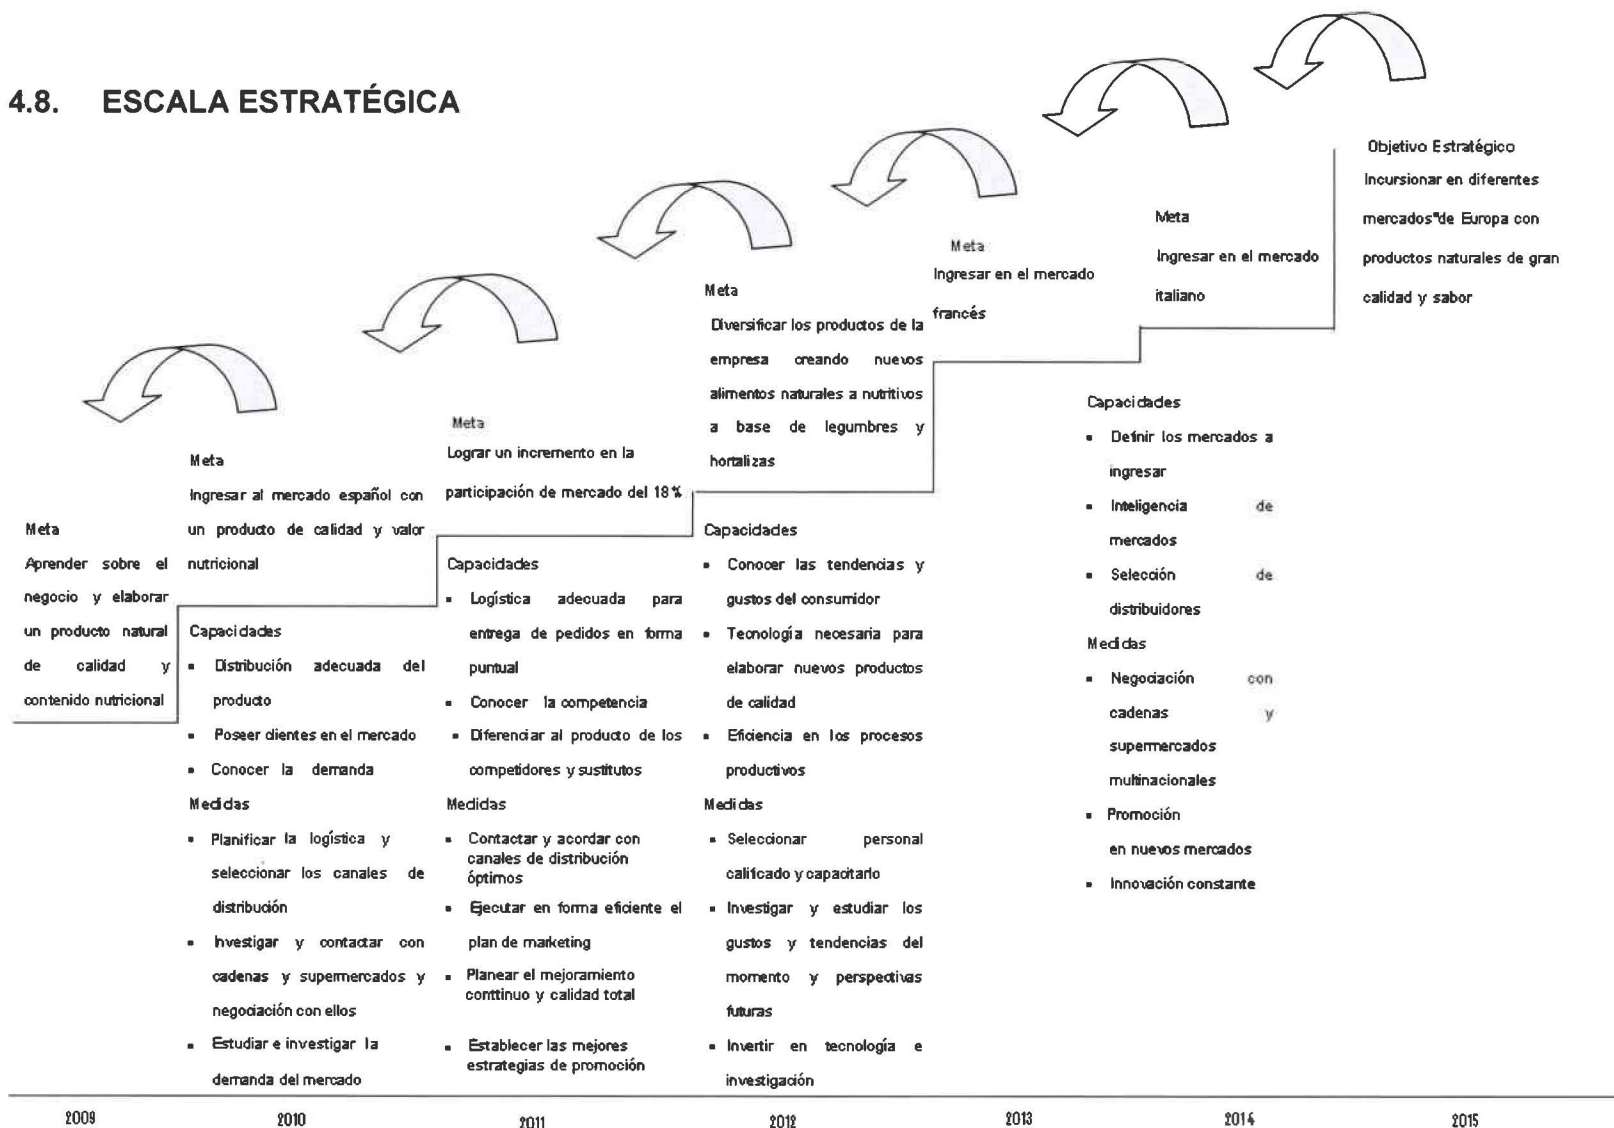 4.8. ESCALA ESTRATÉGICA
Meta
Aprender sobre el
negocio y elaborar
un producto natural
de calidad y
contenido nutricional
Meta
Ingresar al mercado español con
un producto de calidad y valor
nutricional
Capacidades
▪ Distribución adecuada del
producto
▪ Poseer clientes en el mercado
▪ Conocer la demanda
Medidas
▪ Planificar la logística y
seleccionar los canales de
distribución
▪ Investigar y contactar con
cadenas y supermercados y
negociación con ellos
▪ Estudiar e investigar la
demanda del mercado
Meta
Lograr un incremento en la
participación de mercado del 18%
Capacidades
▪ Logística adecuada para
entrega de pedidos en forma
puntual
▪ Conocer la competencia
▪ Diferenciar al producto de los
competidores y sustitutos
Medidas
▪ Contactar y acordar con
canales de distribución
óptimos
▪ Ejecutar en forma eficiente el
plan de marketing
▪ Planear el mejoramiento
conttinuo y calidad total
▪ Establecer las mejores
estrategias de promoción
Meta
Diversificar los productos de la
empresa creando nuevos
alimentos naturales a nutritivos
a base de legumbres y
hortalizas
Capacidades
▪ Conocer las tendencias y
gustos del consumidor
▪ Tecnología necesaria para
elaborar nuevos productos
de calidad
▪ Eficiencia en los procesos
productivos
Medidas
▪ Seleccionar personal
calificado y capacitarlo
▪ Investigar y estudiar los
gustos y tendencias del
momento y perspectivas
futuras
▪ Invertir en tecnología e
investigación
Meta
Ingresar en el mercado
francés
Meta
Ingresar en el mercado
italiano
Capacidades
▪ Definir los mercados a
ingresar
▪ Inteligencia de
mercados
▪ Selección de
distribuidores
Medidas
▪ Negociación con
cadenas y
supermercados
multinacionales
▪ Promoción
en nuevos mercados
▪ Innovación constante
Objetivo Estratégico
Incursionar en diferentes
mercados de Europa con
productos naturales de gran
calidad y sabor
2009 2010 2011 2012 2013 2014 2015